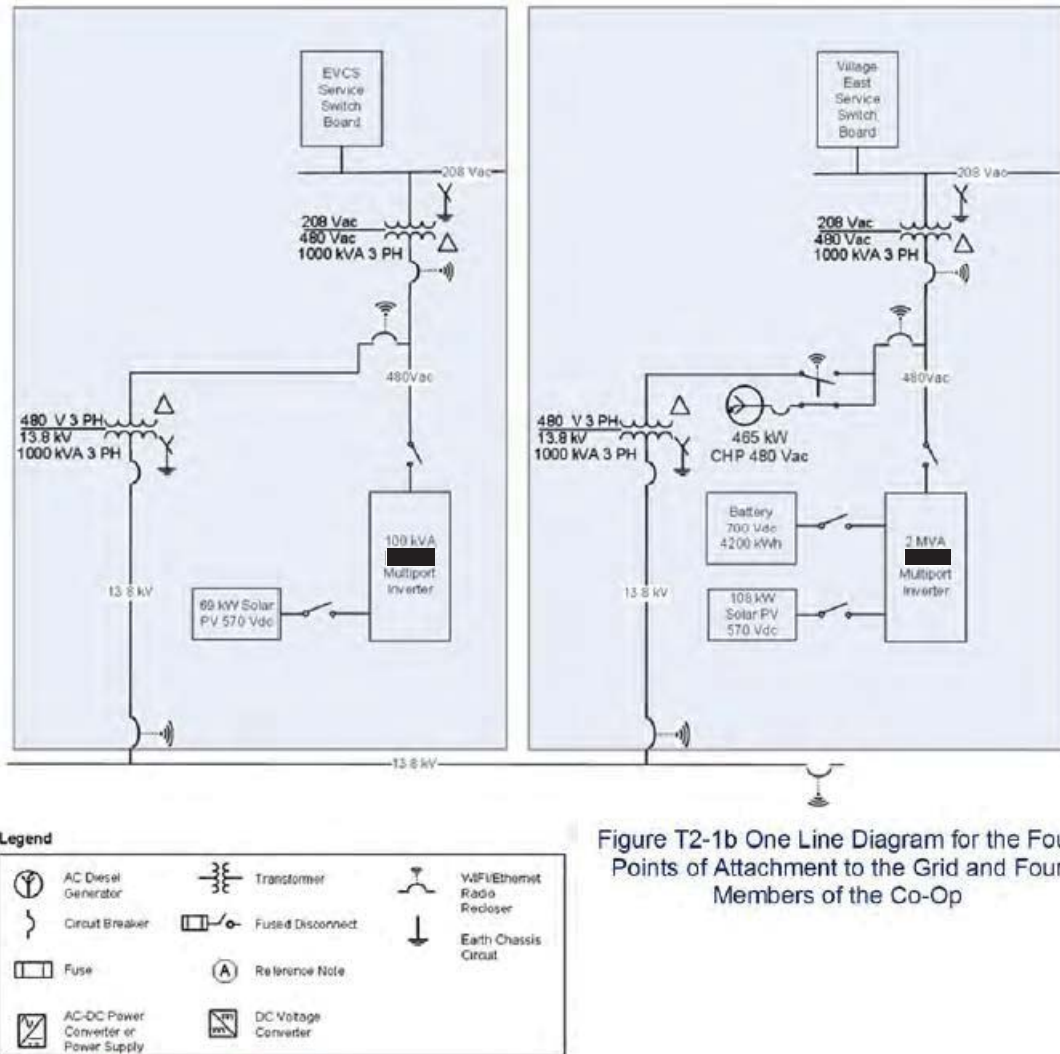 EVCS
Service
Switch
Board
208 Vac
208 Vac
480 Vac
1000 kVA 3 PH
480Vac
480 V 3 PH
13.8 kV
1000 kVA 3 PH
100 kVA
Multiport
Inverter
69 kW Solar
PV 570 Vdc
13.8 kV
Village
East
Service
Switch
Board
208 Vac
208 Vac
480 Vac
1000 kVA 3 PH
480Vac
480 V 3 PH
13.8 kV
1000 kVA 3 PH
465 kW
CHP 480 Vac
Battery
700 Vdc
4200 kWh
2 MVA
Multiport
Inverter
108 kW
Solar PV
570 Vdc
13.8 kV
13.8 kV
Figure T2-1b One Line Diagram for the Fou
Points of Attachment to the Grid and Four
Members of the Co-Op
Legend
AC Diesel
Generator
Transformer
WiFi/Ethernet
Radio
Recloser
Circuit Breaker
Fused Disconnect
Earth Chassis
Circuit
Fuse
A
Reference Note
AC-DC Power
Converter or
Power Supply
DC Voltage
Converter